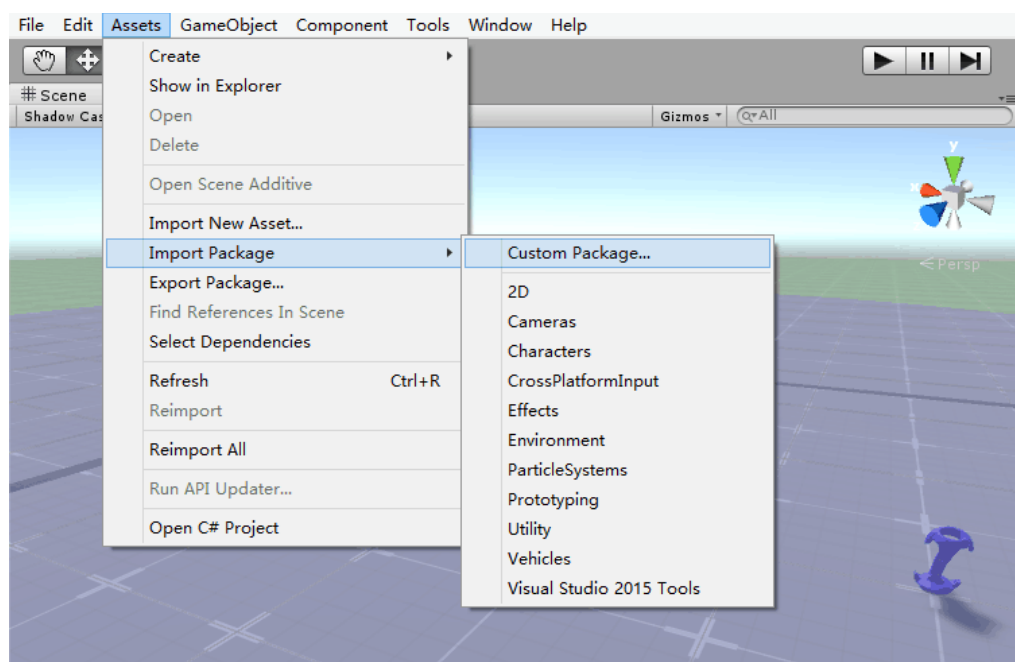 File Edit Assets GameObject Component Tools Window Help
Create
Show in Explorer
Open
Delete
Open Scene Additive
Import New Asset...
Import Package
Export Package...
Find References In Scene
Select Dependencies
Refresh Ctrl+R
Reimport
Reimport All
Run API Updater...
Open C# Project
Custom Package...
2D
Cameras
Characters
CrossPlatformInput
Effects
Environment
ParticleSystems
Prototyping
Utility
Vehicles
Visual Studio 2015 Tools
# Scene
Shadow Cas
Gizmos
All
y
x
Persp